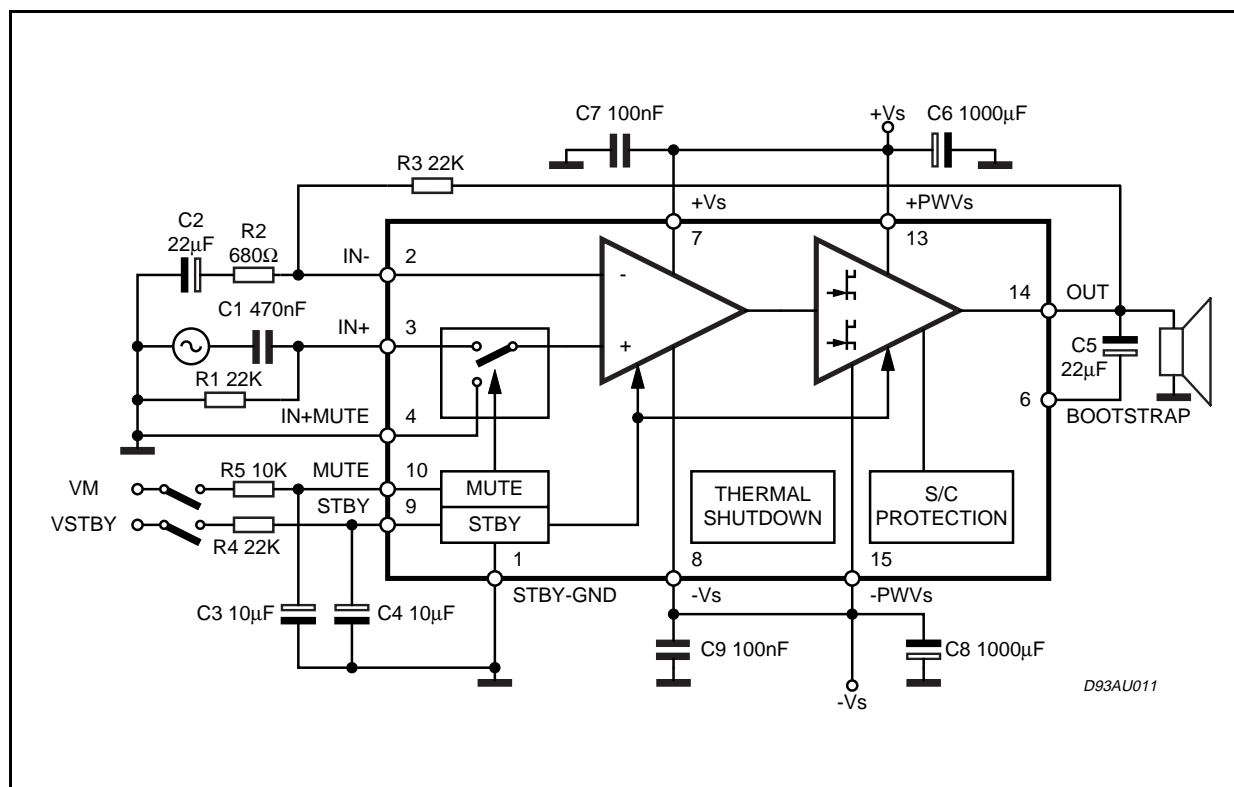 C7 100nF
+Vs
C6 1000µF
R3 22K
+Vs
+PWVs
C2
22µF
R2
680Ω
IN-
2
7
13
-
C1 470nF
IN+
3
14
OUT
+
C5
22µF
R1 22K
IN+MUTE
4
6
BOOTSTRAP
VM
R5 10K
MUTE
10
MUTE
THERMAL
SHUTDOWN
S/C
PROTECTION
VSTBY
R4 22K
STBY
9
STBY
1
8
15
STBY-GND
-Vs
-PWVs
C3 10µF
C4 10µF
C9 100nF
C8 1000µF
-Vs
D93AU011